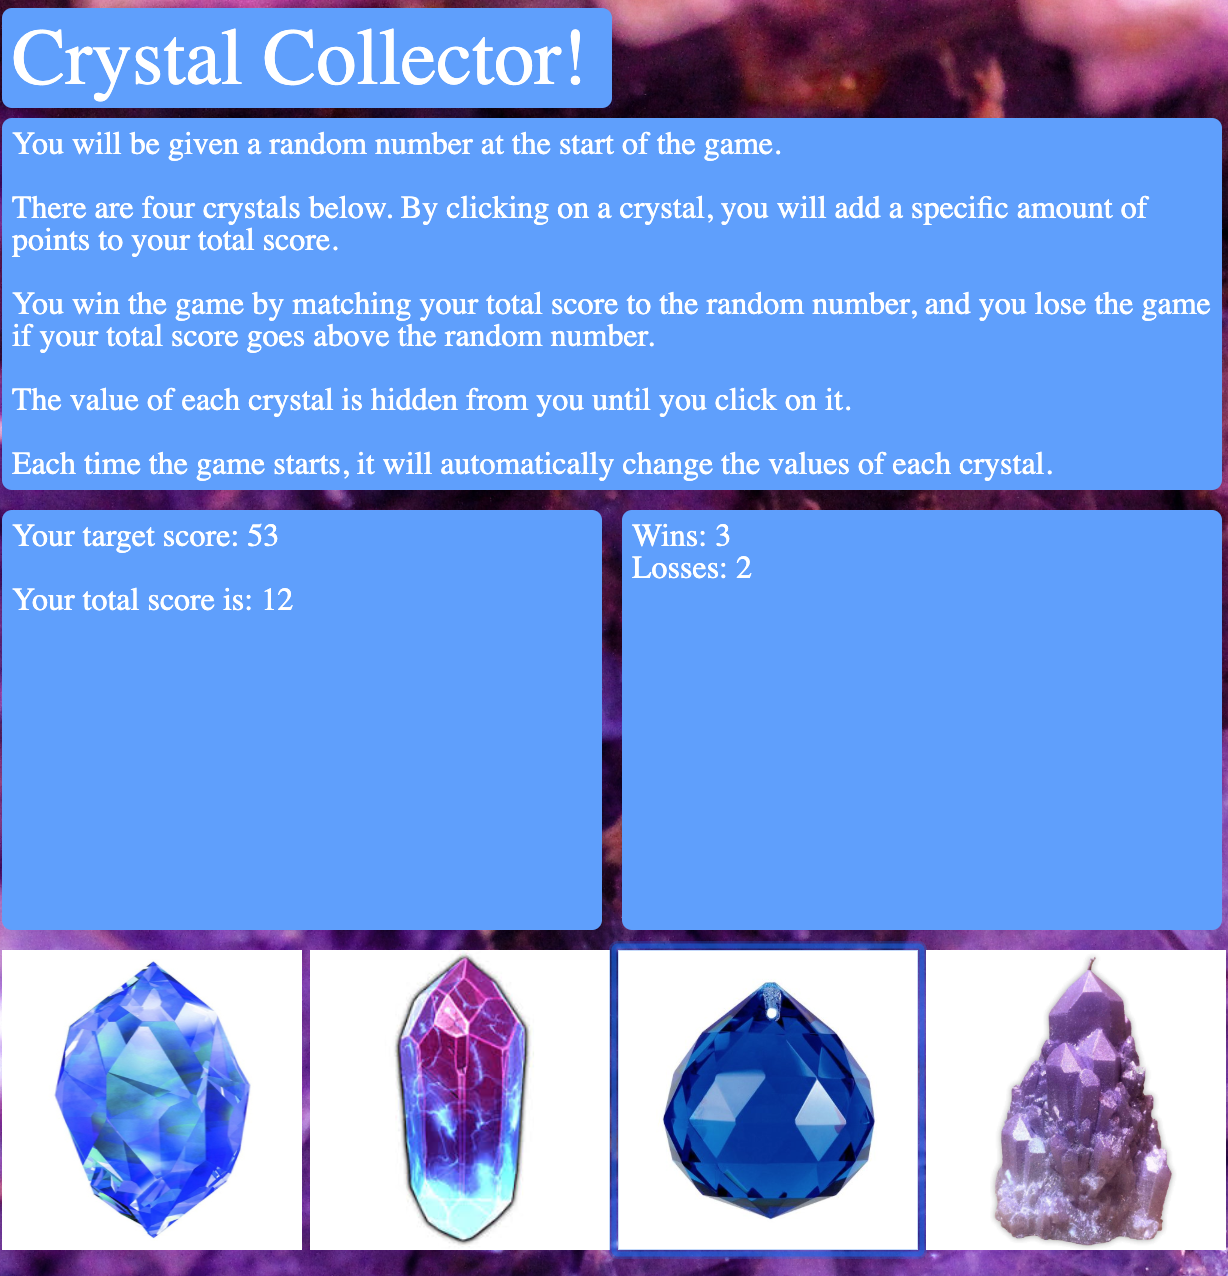 Crystal Collector!
You will be given a random number at the start of the game.
There are four crystals below. By clicking on a crystal, you will add a specific amount of
points to your total score.
You win the game by matching your total score to the random number, and you lose the game
if your total score goes above the random number.
The value of each crystal is hidden from you until you click on it.
Each time the game starts, it will automatically change the values of each crystal.
Your target score: 53
Your total score is: 12
Wins: 3
Losses: 2